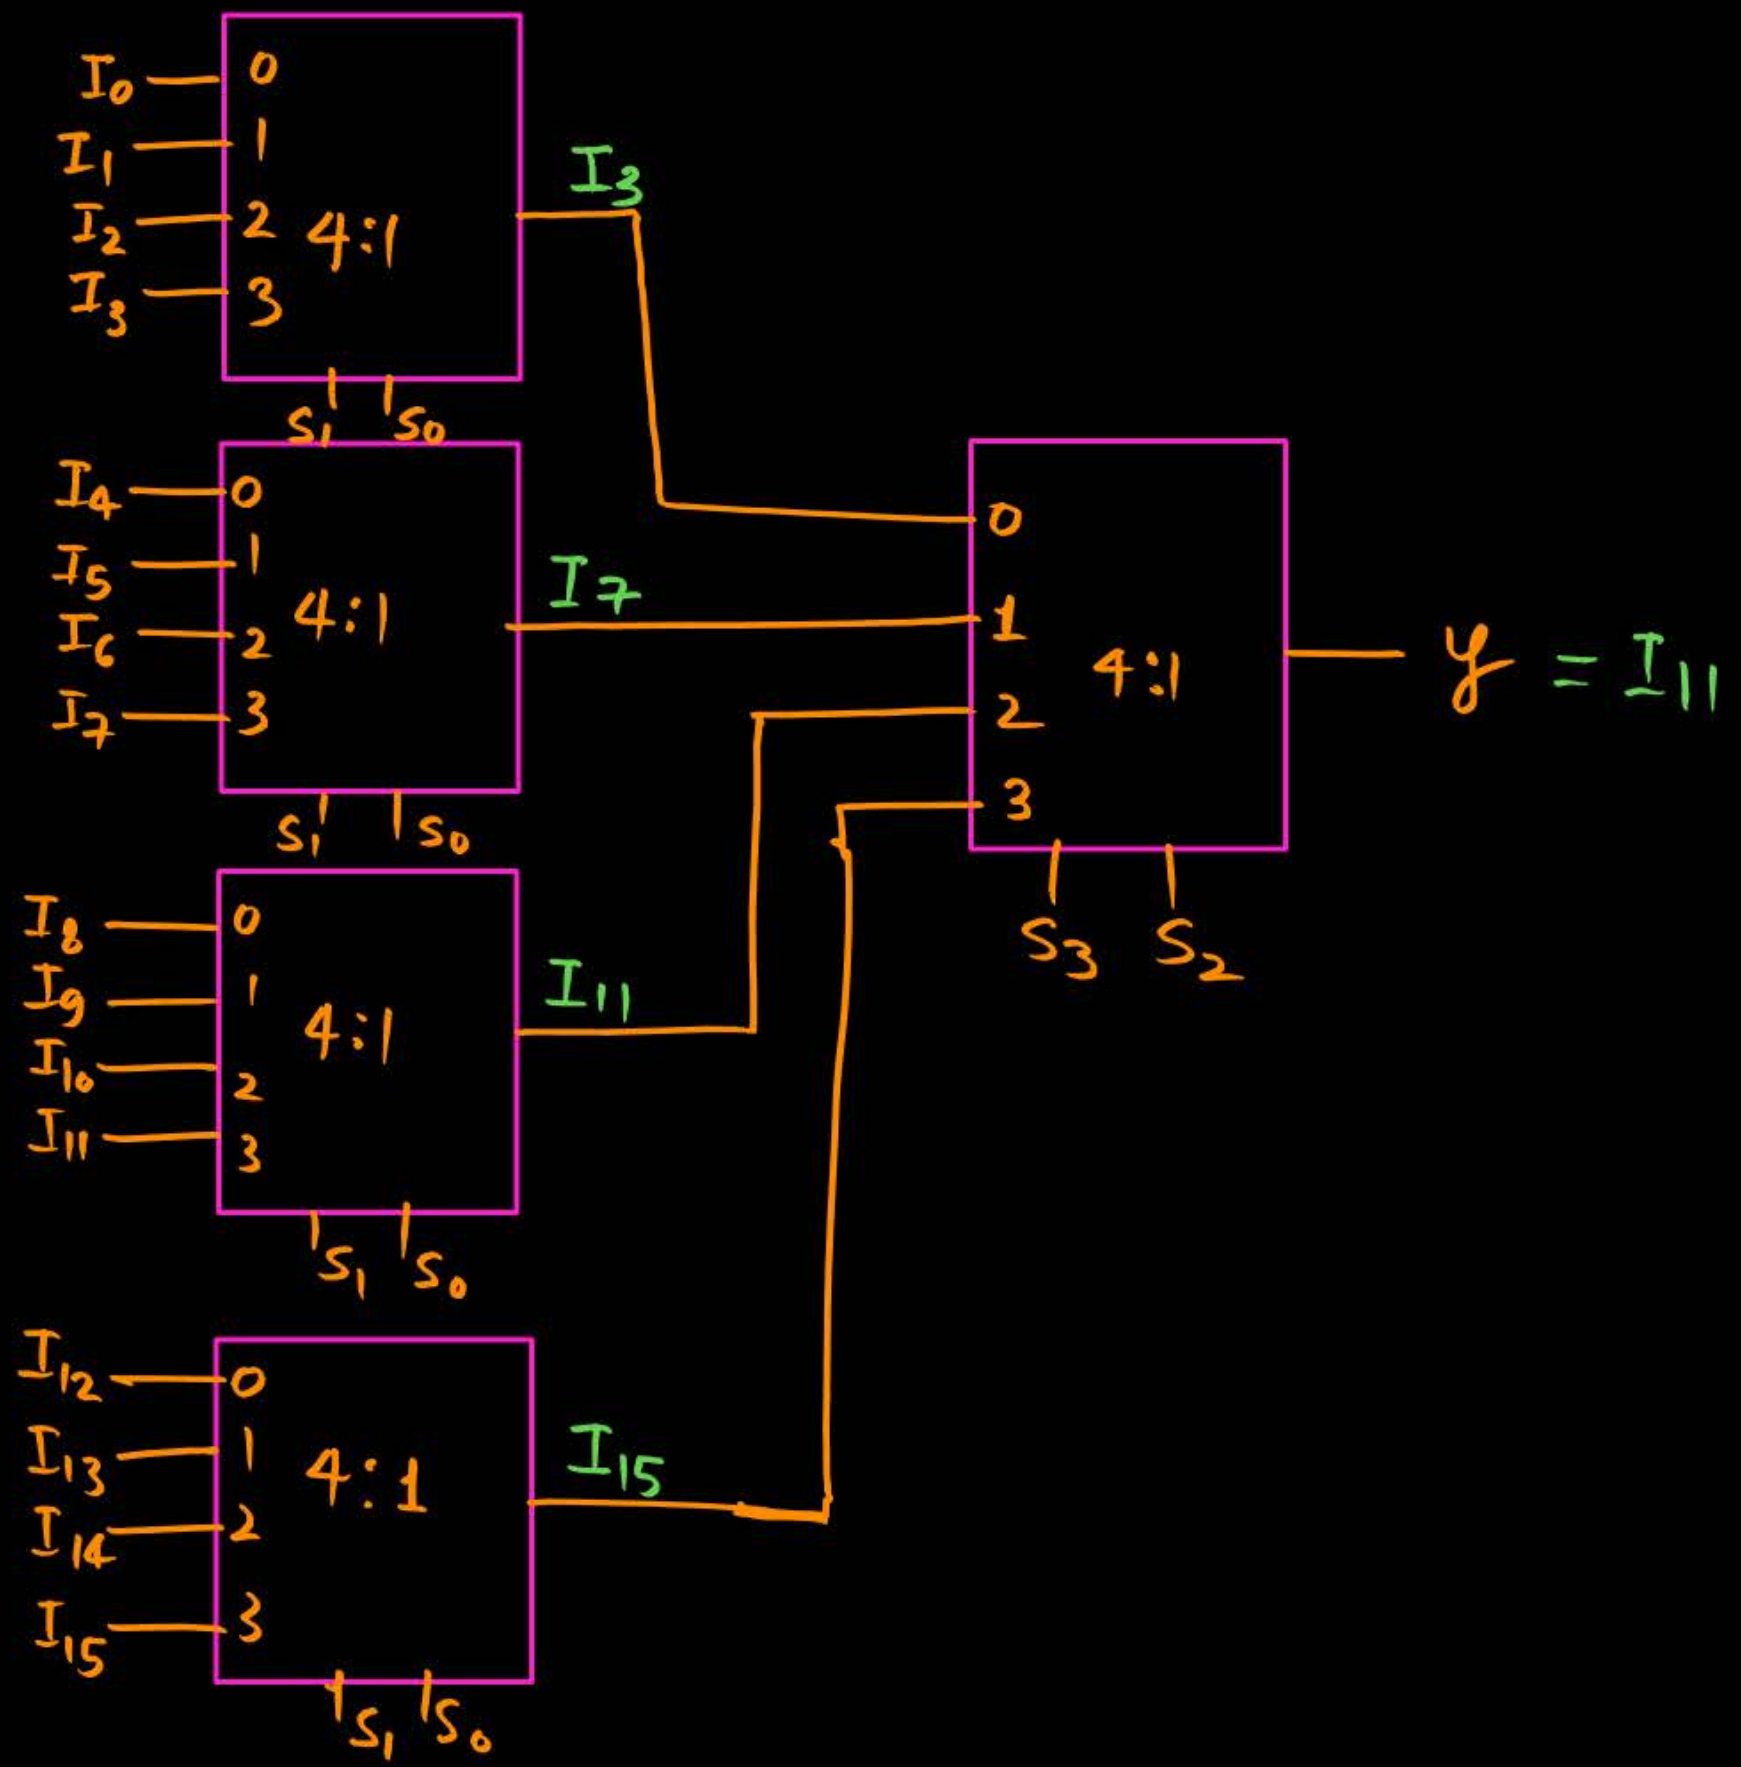 I0 0
I1 1
I2 2 4:1
I3 3
I3
S1 S0
I4 0
I5 1
I6 2 4:1
I7 3
I7
S1 S0
I8 0
I9 1
I10 2 4:1
I11 3
I11
S1 S0
I12 0
I13 1 4:1
I14 2
I15 3
I15
S1 S0
0
1
2 4:1
3
S3 S2
y = I11